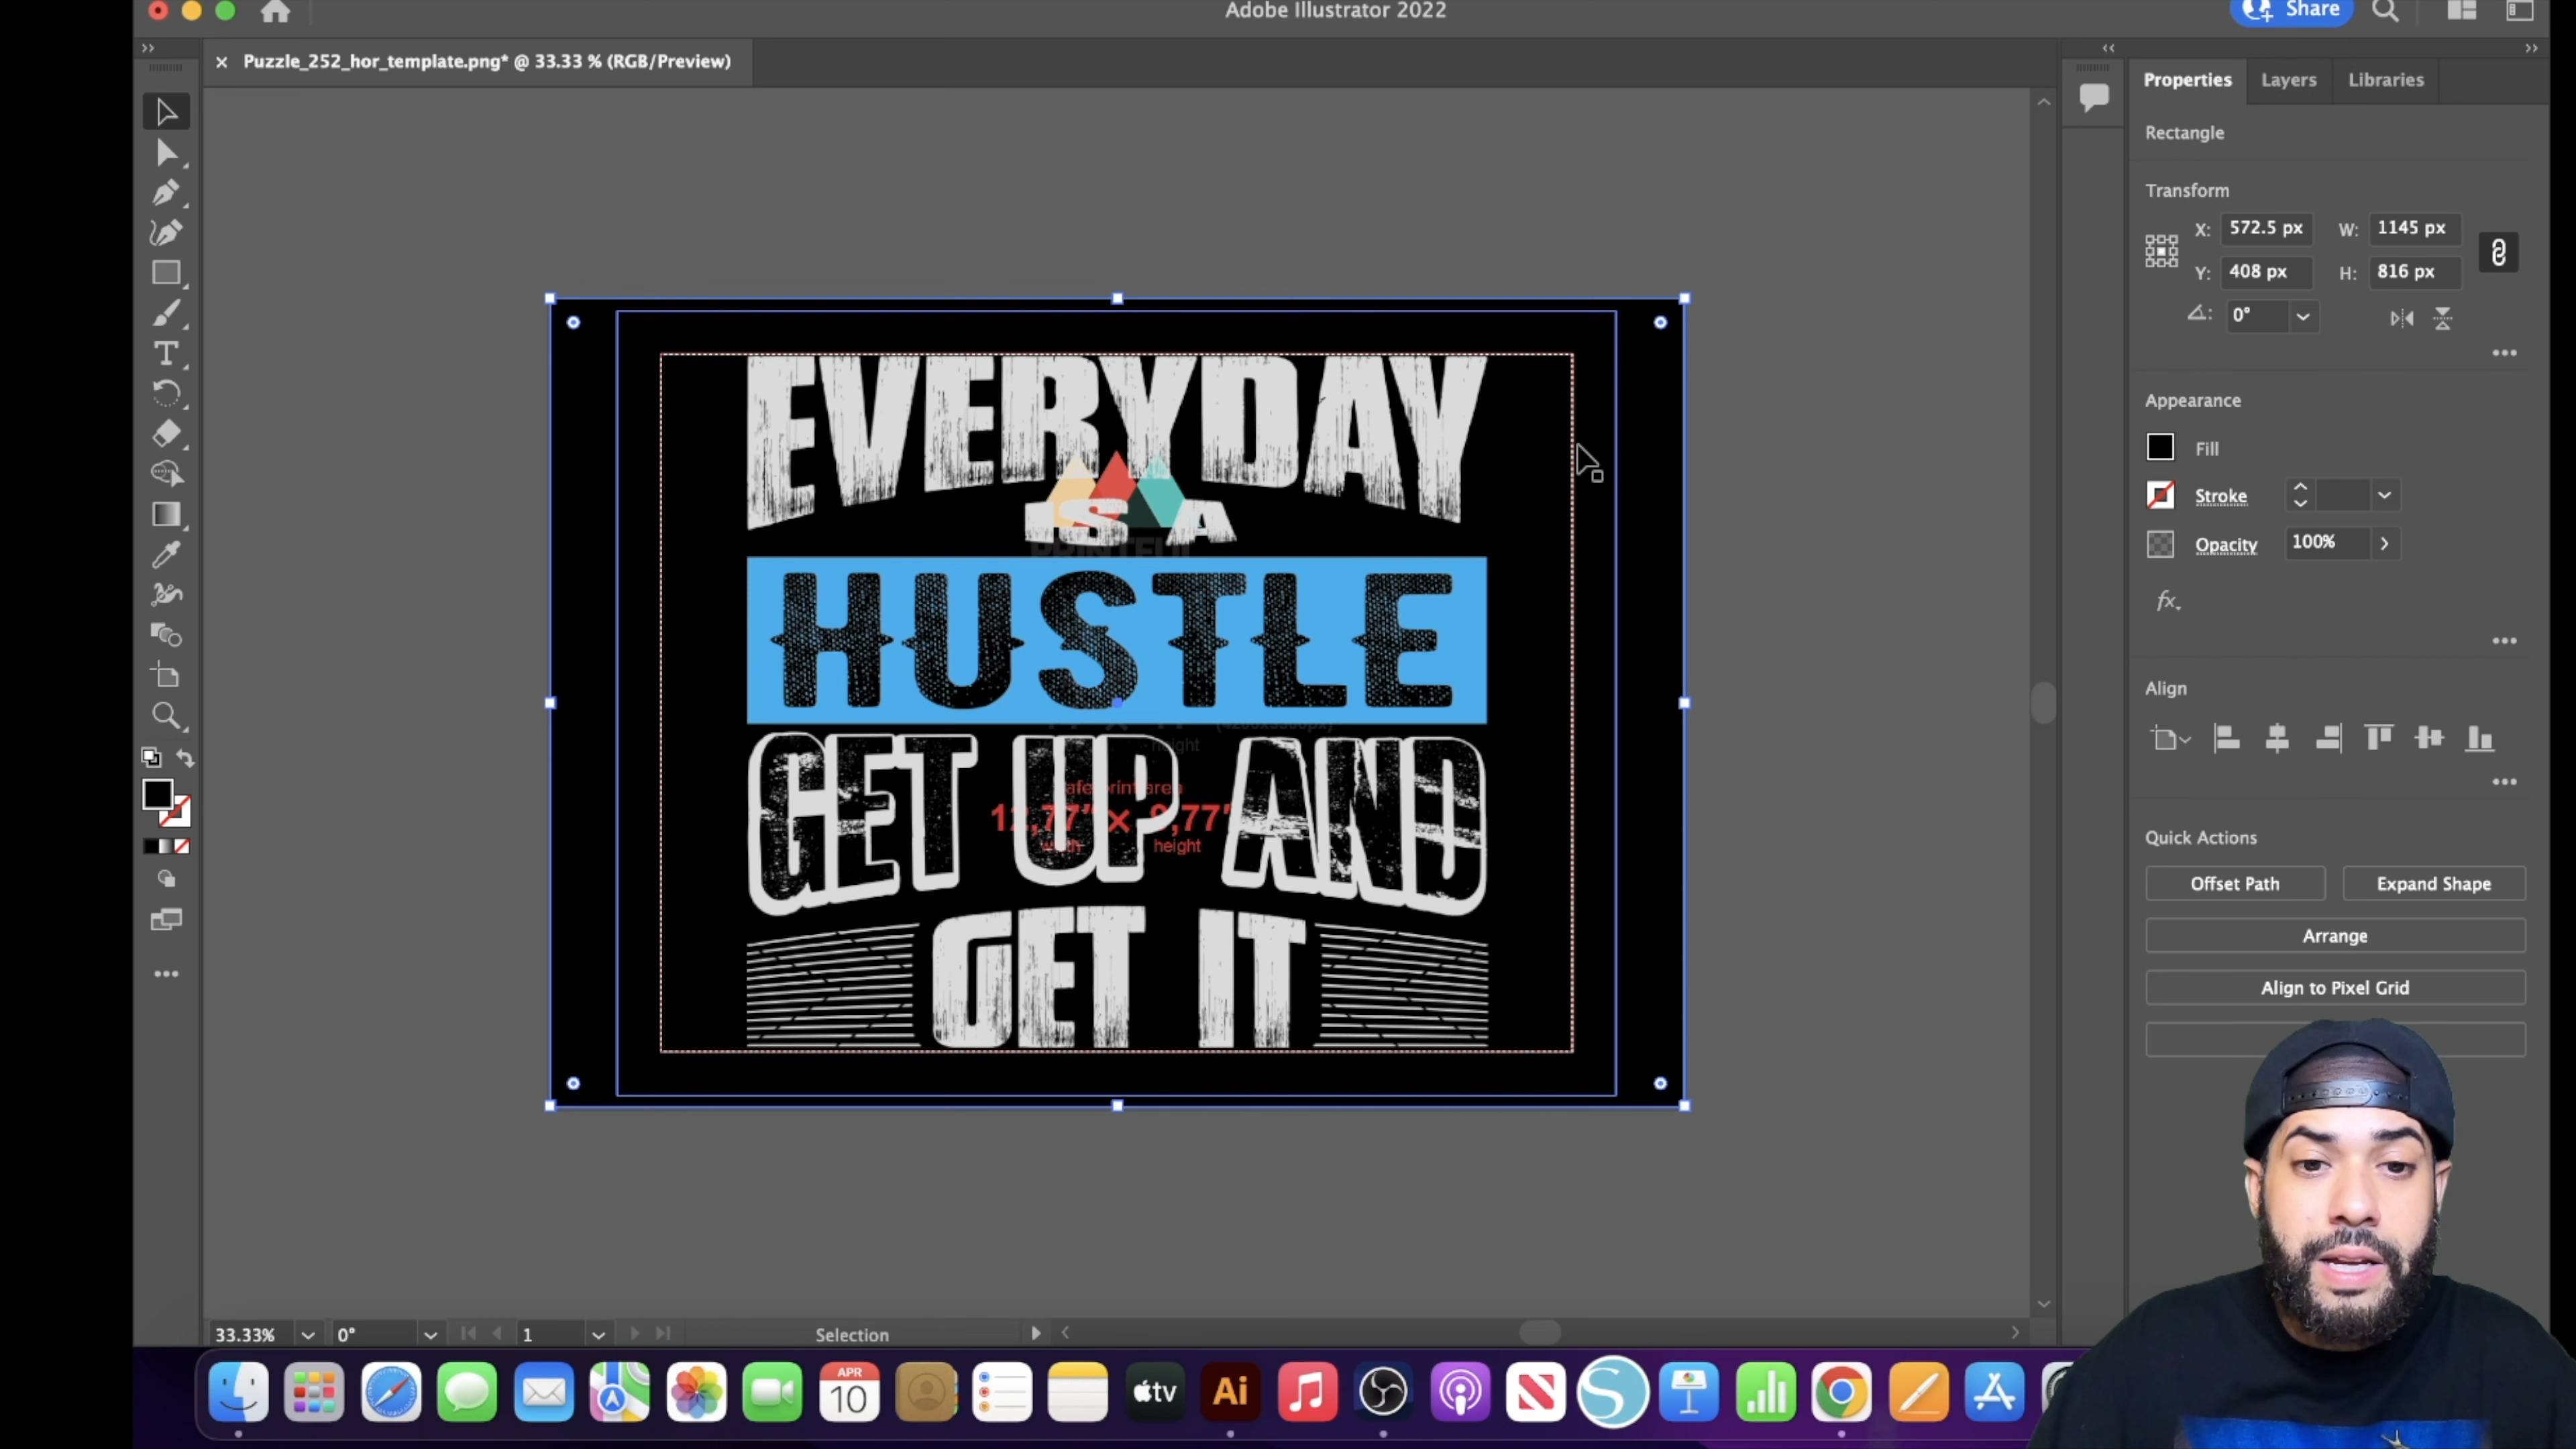 Adobe Illustrator 2022
Share
× Puzzle_252_hor_template.png* @ 33.33 % (RGB/Preview)
Properties Layers Libraries
Rectangle
Transform
X: 572.5 px W: 1145 px
Y: 408 px H: 816 px
0°
Appearance
Fill
Stroke
Opacity 100%
fx.
Align
Quick Actions
Offset Path Expand Shape
Arrange
Align to Pixel Grid
EVERYDAY
IS A
PRINTFUL
HUSTLE
height
GET UP AND
height
GET IT
33.33% 0° 1 Selection
APR
10
tv
Ai